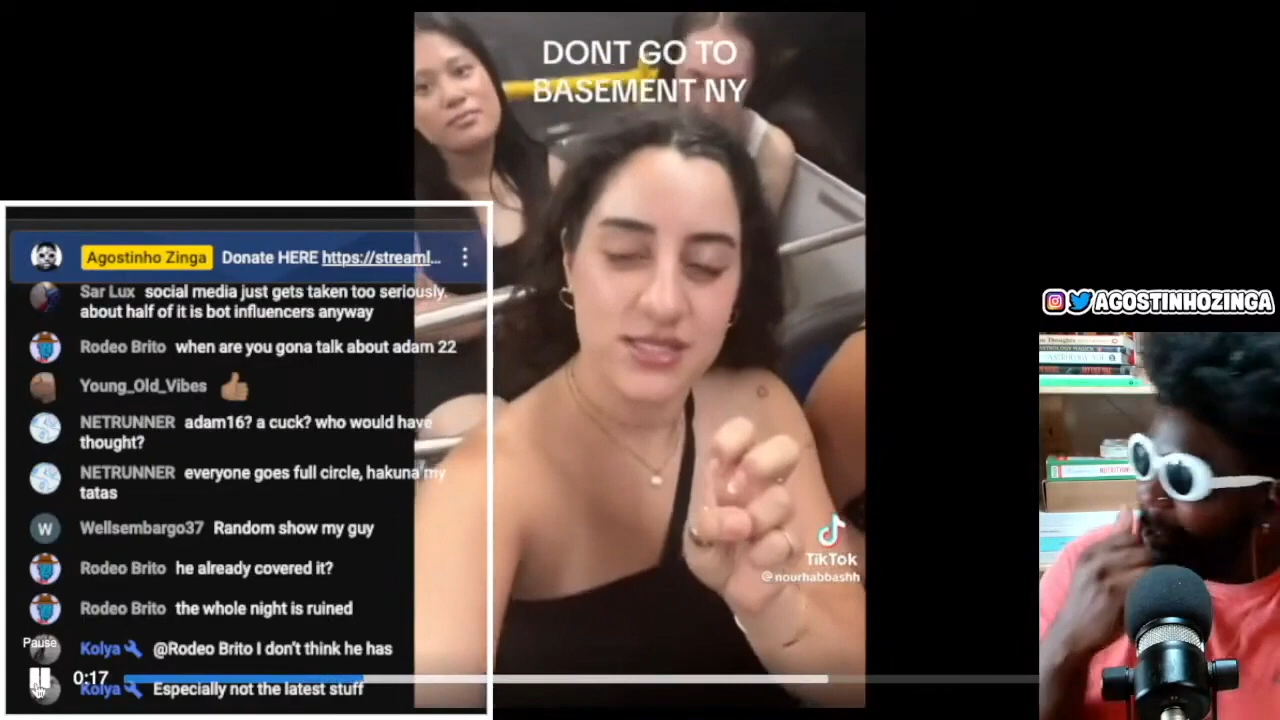 DONT GO TO
BASEMENT NY
Agostinho Zinga Donate HERE https://streaml...
Sar Lux social media just gets taken too seriously.
about half of it is bot influencers anyway
Rodeo Brito when are you gona talk about adam 22
Young_Old_Vibes
NETRUNNER adam16? a cuck? who would have
thought?
NETRUNNER everyone goes full circle, hakuna my
tatas
W Wellsembargo37 Random show my guy
Rodeo Brito he already covered it?
Rodeo Brito the whole night is ruined
Pause
Kolya @Rodeo Brito I don't think he has
0:17
Kolya Especially not the latest stuff
TikTok
@nourhabbashh
AGOSTINHOZINGA